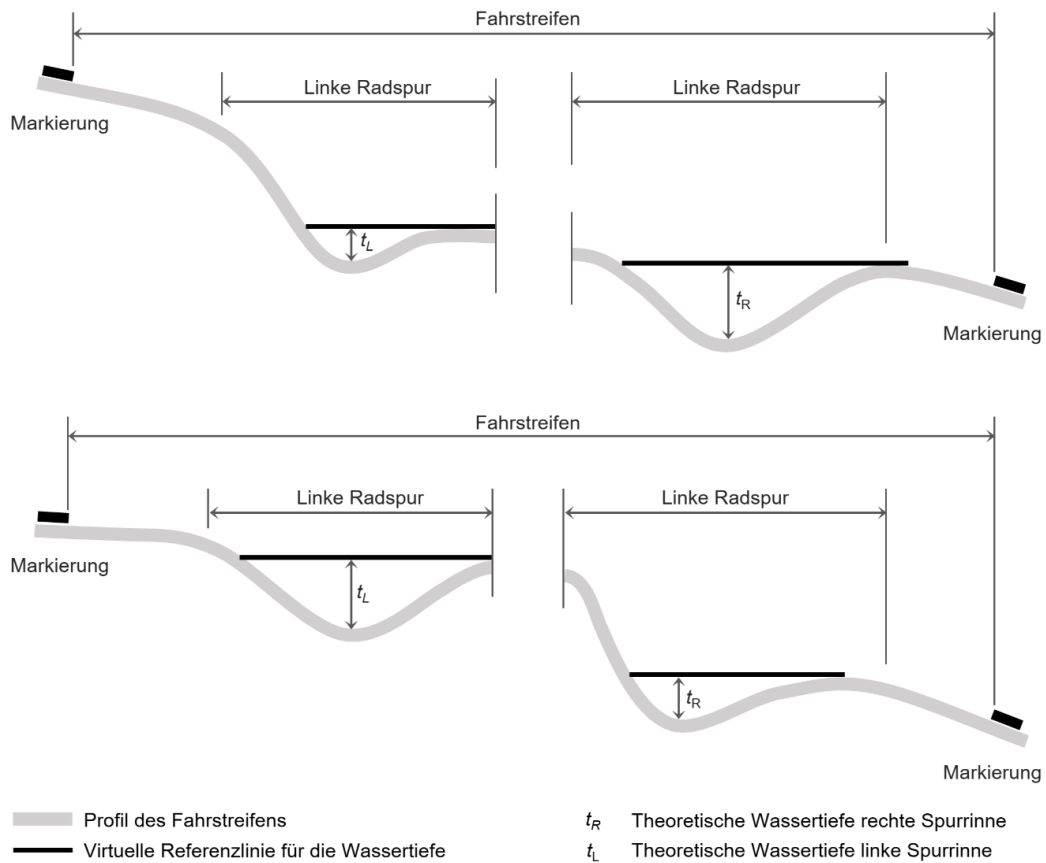 Fahrstreifen
Linke Radspur
Linke Radspur
Markierung
tL
tR
Markierung
Fahrstreifen
Linke Radspur
Linke Radspur
Markierung
tL
tR
Markierung
Profil des Fahrstreifens
Virtuelle Referenzlinie für die Wassertiefe
tR Theoretische Wassertiefe rechte Spurrinne
tL Theoretische Wassertiefe linke Spurrinne